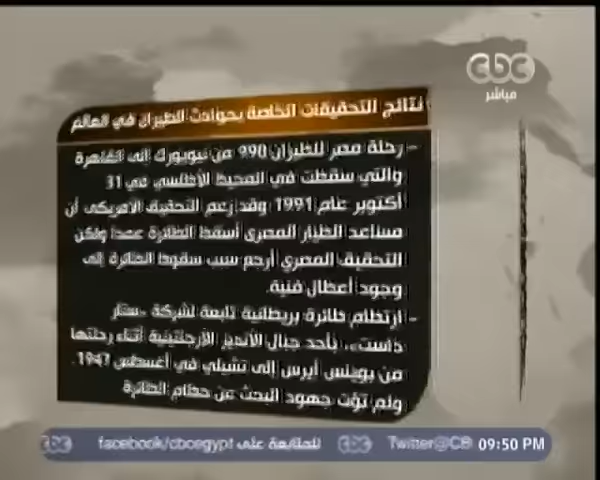 cbc
مباشر
نتائج التحقيقات الخاصة بحوادث الطيران في العالم
- رحلة مصر للطيران 990 من نيويورك إلى القاهرة
والتي سقطت في المحيط الأطلسي في 31
أكتوبر عام 1991 وقد زعم التحقيق الأمريكي أن
مساعد الطيار المصري أسقط الطائرة عمدا ولكن
التحقيق المصري أرجع سبب سقوط الطائرة إلى
وجود أعطال فنية.
- ارتطام طائرة بريطانية تابعة لشركة «ستار
داست»، بأحد جبال الأنديز الأرجنتينية أثناء رحلتها
من بوينس أيرس إلى تشيلي في أغسطس 1947.
ولم تؤت جهود البحث عن حطام الطائرة
cbc facebook/cbcegypt للمتابعة على cbc Twitter@CB 09:50 PM